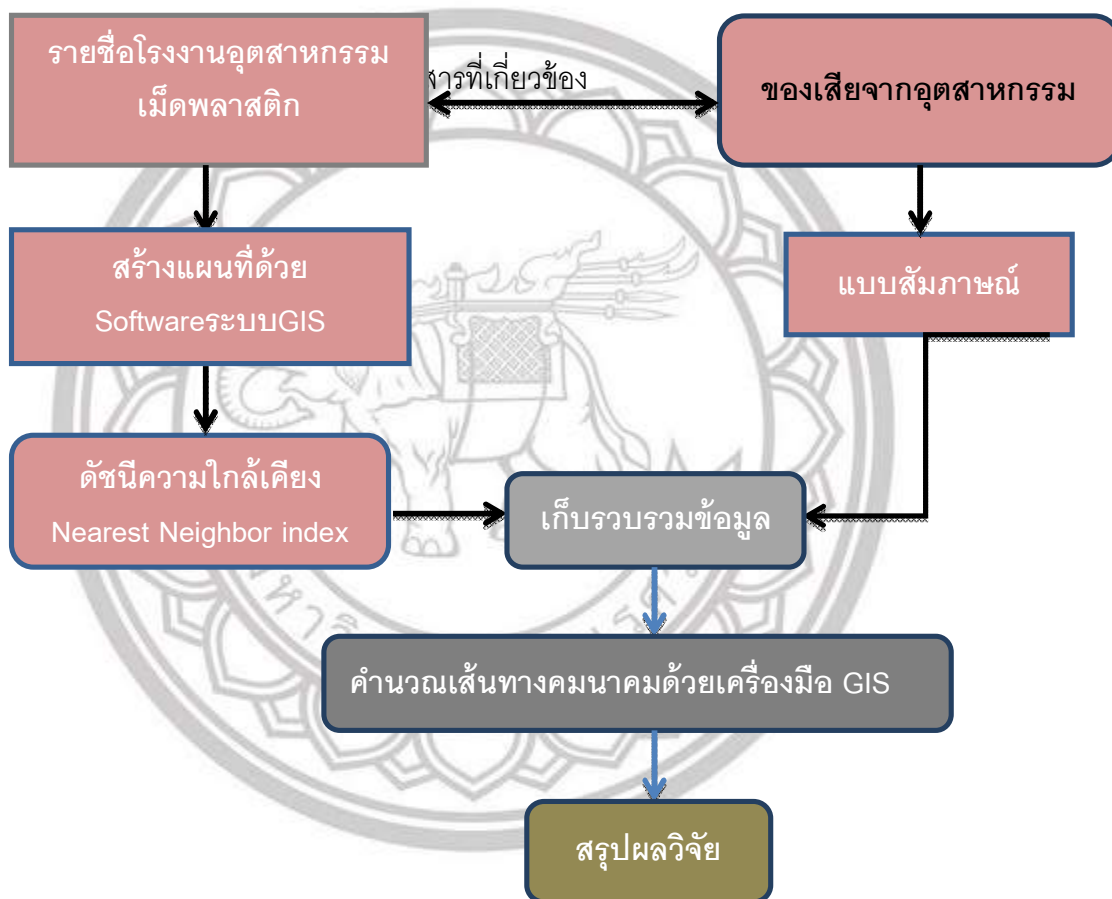 รายชื่อโรงงานอุตสาหกรรม
เม็ดพลาสติก
สารที่เกี่ยวข้อง
ของเสียจากอุตสาหกรรม
สร้างแผนที่ด้วย
SoftwareระบบGIS
แบบสัมภาษณ์
ดัชนีความใกล้เคียง
Nearest Neighbor index
เก็บรวบรวมข้อมูล
คำนวณเส้นทางคมนาคมด้วยเครื่องมือ GIS
สรุปผลวิจัย